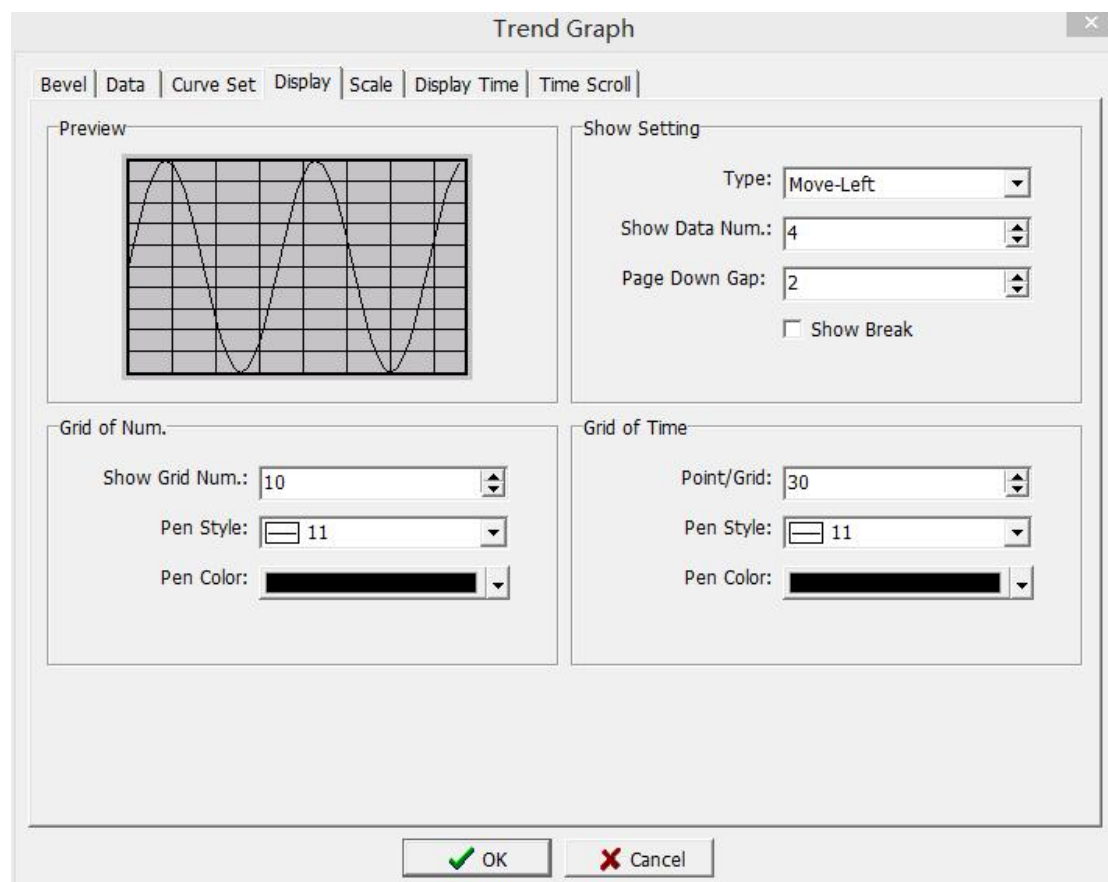 Trend Graph
Bevel Data Curve Set Display Scale Display Time Time Scroll
Preview
Show Setting
Type: Move-Left
Show Data Num.: 4
Page Down Gap: 2
Show Break
Grid of Num.
Show Grid Num.: 10
Pen Style: 11
Pen Color:
Grid of Time
Point/Grid: 30
Pen Style: 11
Pen Color:
OK Cancel